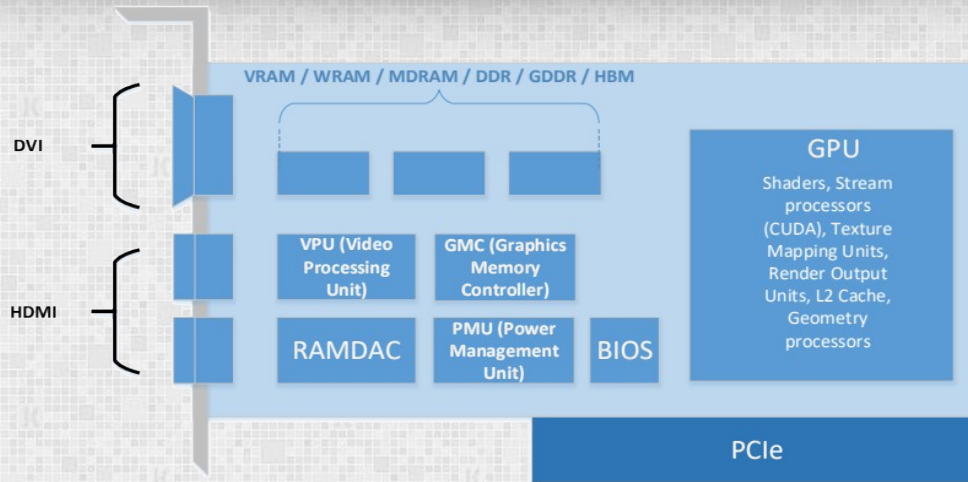 VRAM / WRAM / MDRAM / DDR / GDDR / HBM
DVI
GPU
Shaders, Stream
processors
(CUDA), Texture
Mapping Units,
Render Output
Units, L2 Cache,
Geometry
processors
VPU (Video
Processing
Unit)
GMC (Graphics
Memory
Controller)
HDMI
RAMDAC
PMU (Power
Management
Unit)
BIOS
PCIe